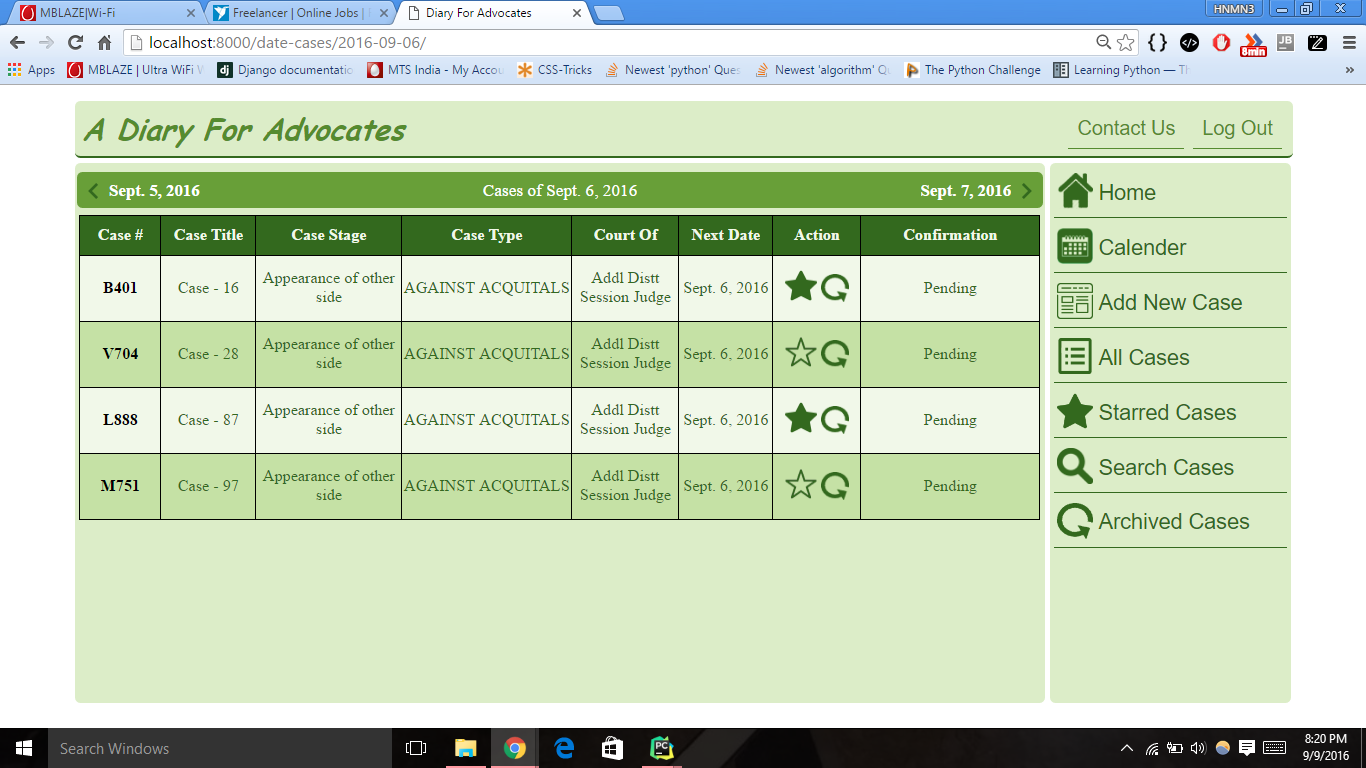 MBLAZE|Wi-Fi
Freelancer | Online Jobs |
Diary For Advocates
HNMN3
localhost:8000/date-cases/2016-09-06/
8min
JB
Apps
MBLAZE | Ultra WiFi
dj
Django documentatio
MTS India - My Accou
CSS-Tricks
Newest 'python' Ques
Newest 'algorithm' Qu
The Python Challenge
Learning Python — Th
»
A Diary For Advocates
Contact Us
Log Out
Sept. 5, 2016
Cases of Sept. 6, 2016
Sept. 7, 2016
Case # Case Title Case Stage Case Type Court Of Next Date Action Confirmation
B401 Case - 16 Appearance of other side AGAINST ACQUITALS Addl Distt Session Judge Sept. 6, 2016 Pending
V704 Case - 28 Appearance of other side AGAINST ACQUITALS Addl Distt Session Judge Sept. 6, 2016 Pending
L888 Case - 87 Appearance of other side AGAINST ACQUITALS Addl Distt Session Judge Sept. 6, 2016 Pending
M751 Case - 97 Appearance of other side AGAINST ACQUITALS Addl Distt Session Judge Sept. 6, 2016 Pending
Home
Calender
Add New Case
All Cases
Starred Cases
Search Cases
Archived Cases
Search Windows
PC
8:20 PM
9/9/2016